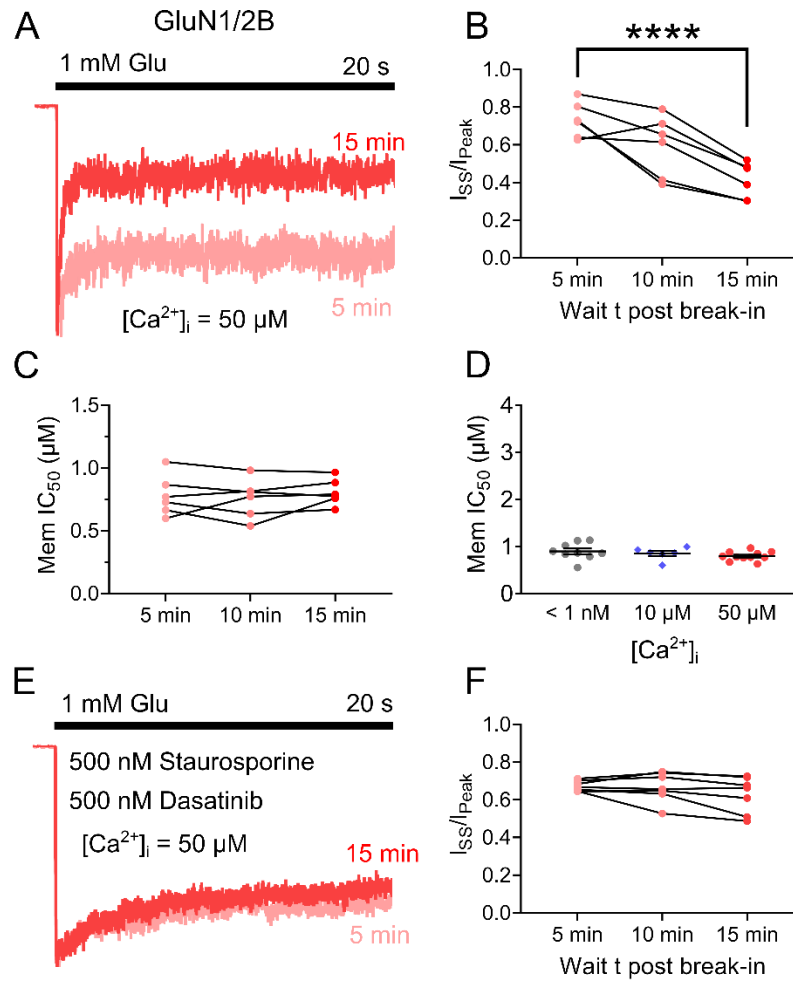 A
GluN1/2B
1 mM Glu 20 s
15 min
5 min
[Ca2+]i = 50 µM
B
****
ISS/IPeak
1.0
0.8
0.6
0.4
0.2
0.0
5 min 10 min 15 min
Wait t post break-in
C
Mem IC50 (µM)
1.5
1.0
0.5
0.0
5 min 10 min 15 min
D
Mem IC50 (µM)
4
3
2
1
0
< 1 nM 10 µM 50 µM
[Ca2+]i
E
1 mM Glu 20 s
500 nM Staurosporine
500 nM Dasatinib
[Ca2+]i = 50 µM
15 min
5 min
F
ISS/IPeak
1.0
0.8
0.6
0.4
0.2
0.0
5 min 10 min 15 min
Wait t post break-in